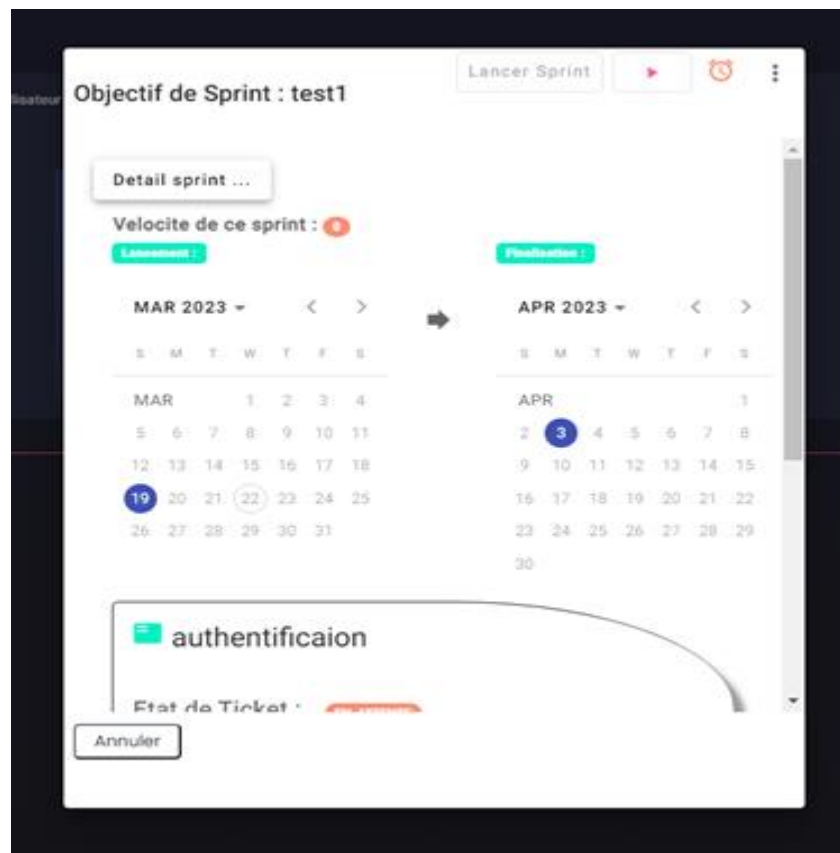 lisateur
Lancer Sprint
Objectif de Sprint : test1
Detail sprint ...
Velocite de ce sprint :
Lancement :
Finalisation :
MAR 2023
APR 2023
S M T W T F S
S M T W T F S
MAR 1 2 3 4
APR 1
5 6 7 8 9 10 11
2 3 4 5 6 7 8
12 13 14 15 16 17 18
9 10 11 12 13 14 15
19 20 21 22 23 24 25
16 17 18 19 20 21 22
26 27 28 29 30 31
23 24 25 26 27 28 29
30
authentificaion
Etat de Ticket :
Annuler